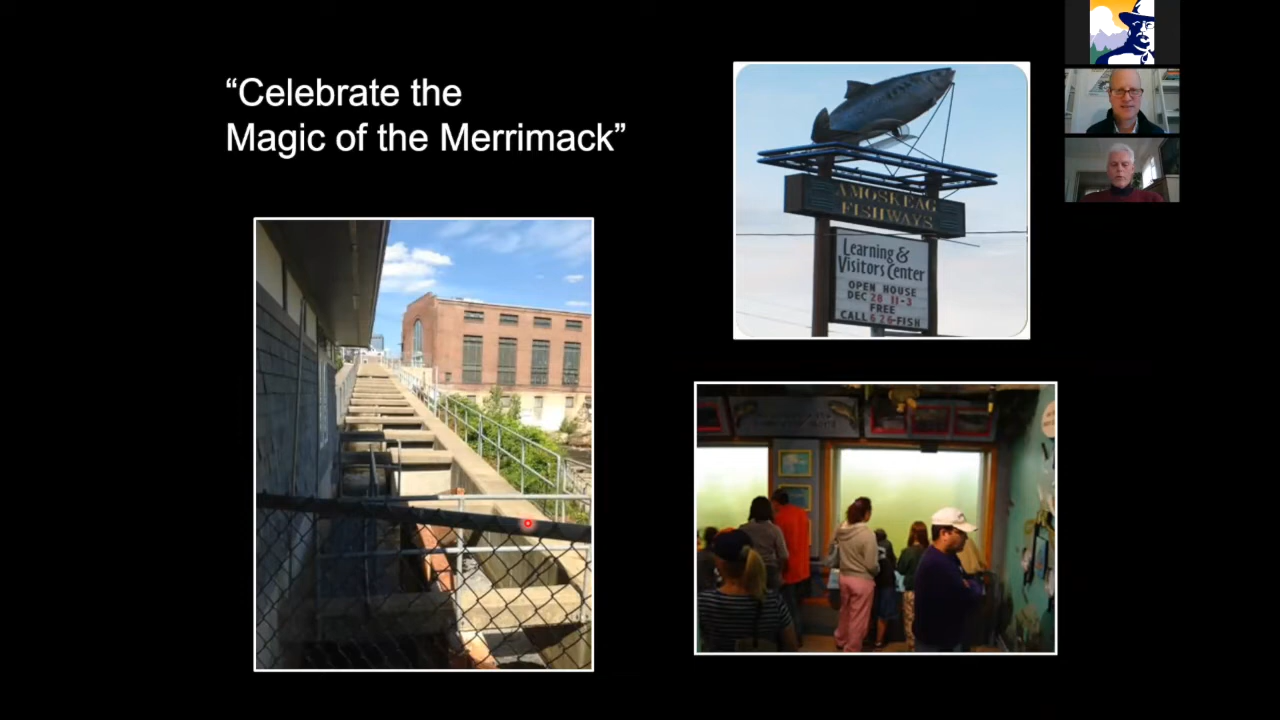 “Celebrate the
Magic of the Merrimack”
AMOSKEAG
FISHWAYS
Learning &
Visitors Center
OPEN HOUSE
DEC 28 11-3
FREE
CALL 626-FISH